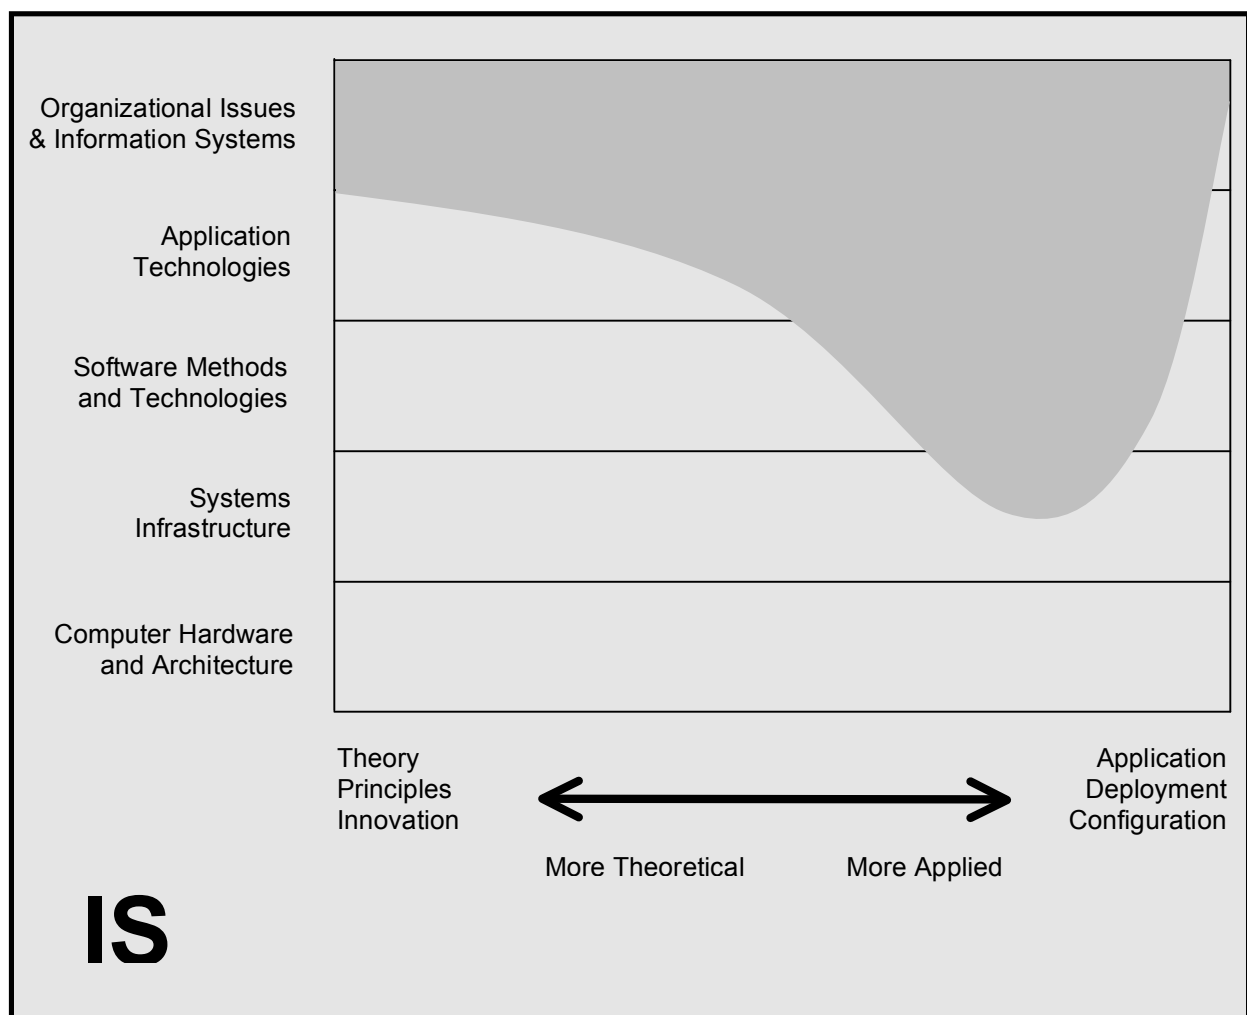 Organizational Issues
& Information Systems
Application
Technologies
Software Methods
and Technologies
Systems
Infrastructure
Computer Hardware
and Architecture
Theory
Principles
Innovation
Application
Deployment
Configuration
More Theoretical
More Applied
IS